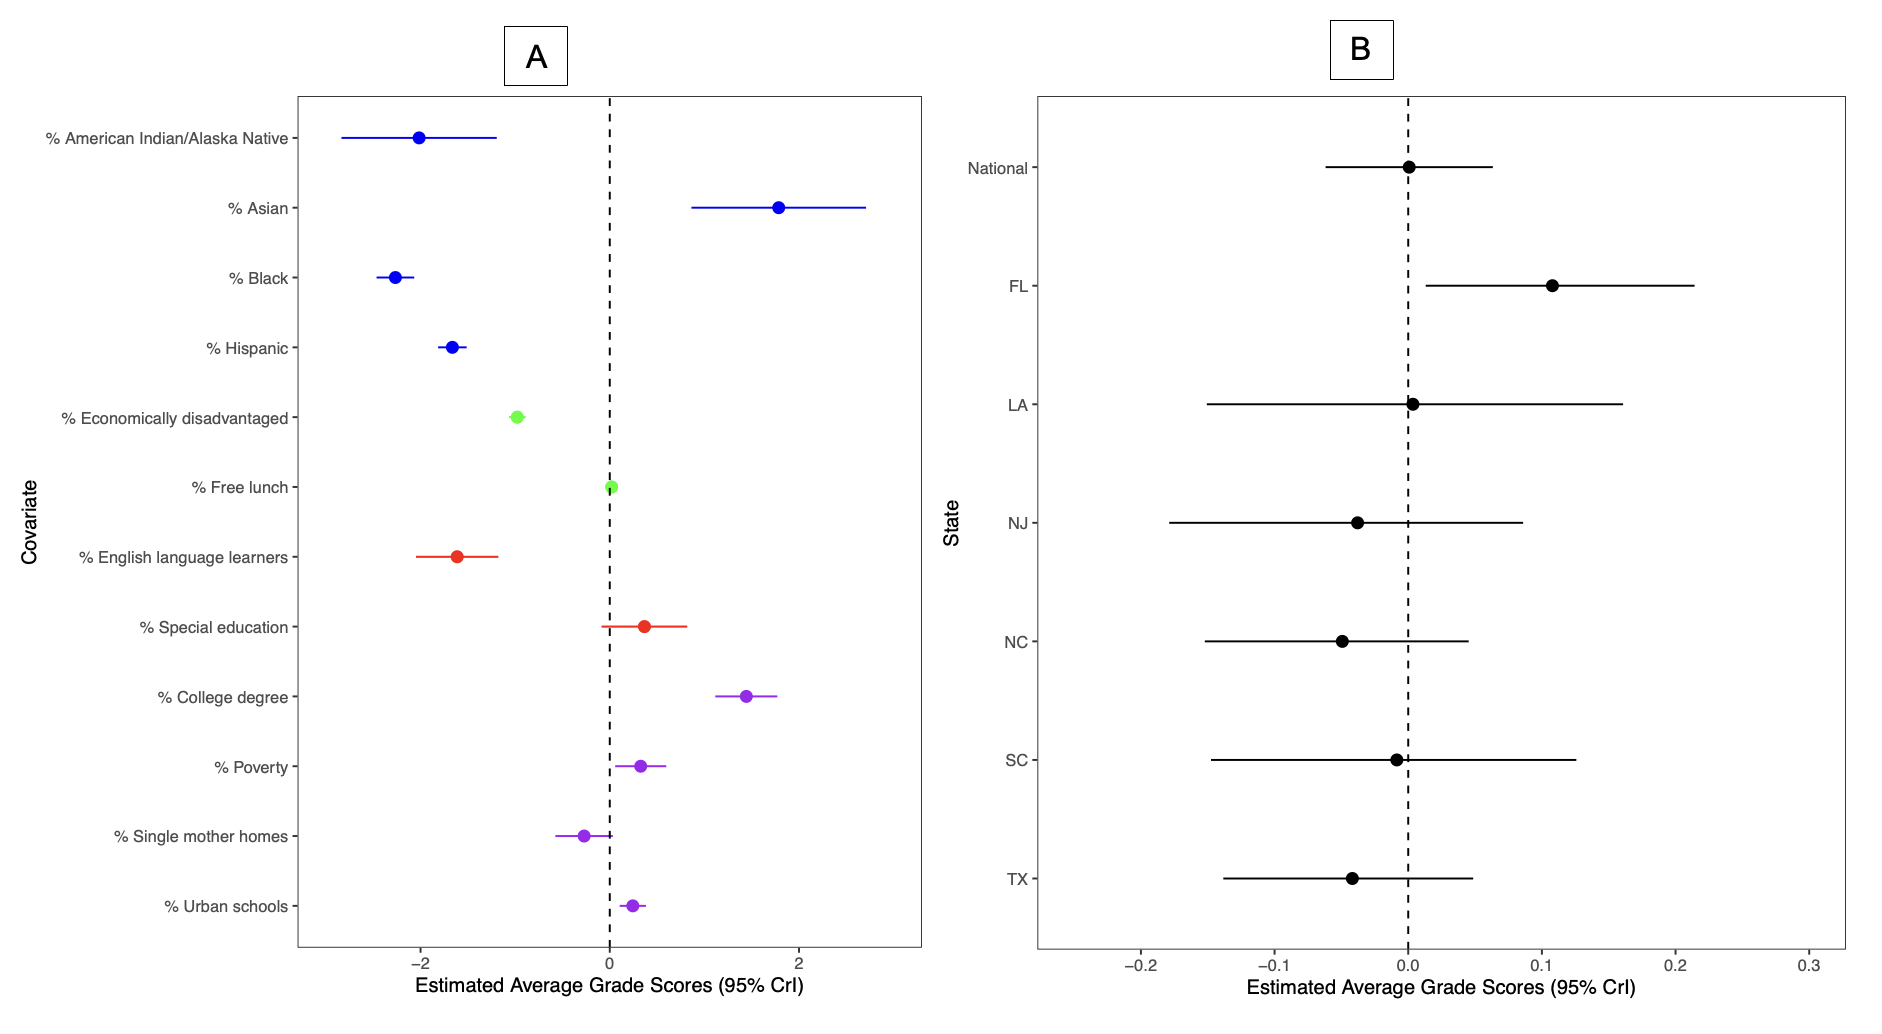 A
% American Indian/Alaska Native
% Asian
% Black
% Hispanic
% Economically disadvantaged
% Free lunch
% English language learners
% Special education
% College degree
% Poverty
% Single mother homes
% Urban schools
Covariate
−2
0
2
Estimated Average Grade Scores (95% CrI)
B
National
FL
LA
NJ
NC
SC
TX
State
−0.2
−0.1
0.0
0.1
0.2
0.3
Estimated Average Grade Scores (95% CrI)